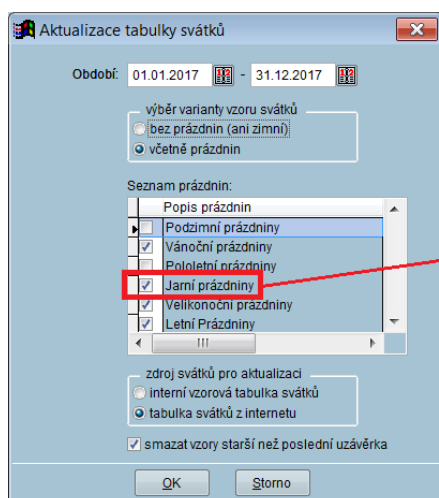 Aktualizace tabulky svátků
Období: 01.01.2017 - 31.12.2017
výběr varianty vzoru svátků
bez prázdnin (ani zimní)
včetně prázdnin
Seznam prázdnin:
Popis prázdnin
Podzimní prázdniny
Vánoční prázdniny
Pololetní prázdniny
Jarní prázdniny
Velikonoční prázdniny
Letní Prázdniny
zdroj svátků pro aktualizaci
interní vzorová tabulka svátků
tabulka svátků z internetu
smazat vzory starší než poslední uzávěrka
OK Storno